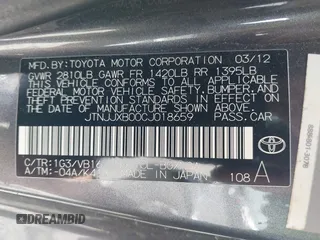 MFD BY: TOYOTA MOTOR CORPORATION 03/12
GVWR 2810LB GAWR FR 1420LB RR 1395LB
THIS VEHICLE CONFORMS TO ALL APPLICABLE
FEDERAL MOTOR VEHICLE SAFETY, BUMPER, AND
THEFT PREVENTION STANDARDS IN EFFECT ON
THE DATE OF MANUFACTURE SHOWN ABOVE.
JTNJJXB00CJ018659 PASS.CAR
C/TR: 1G3/VB16
A/TM: -04A/K4 MADE IN JAPAN 108 A
TOYOTA
DREAMBID